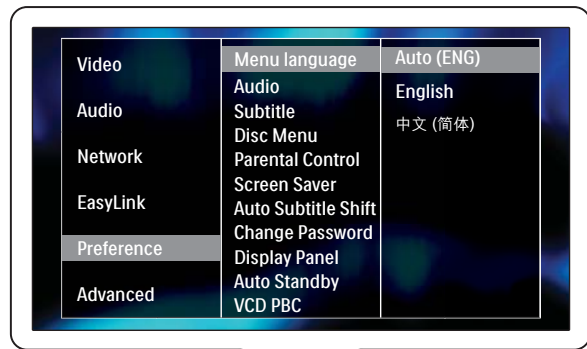 Video
Audio
Network
EasyLink
Preference
Advanced
Menu language
Audio
Subtitle
Disc Menu
Parental Control
Screen Saver
Auto Subtitle Shift
Change Password
Display Panel
Auto Standby
VCD PBC
Auto (ENG)
English
中文 (简体)